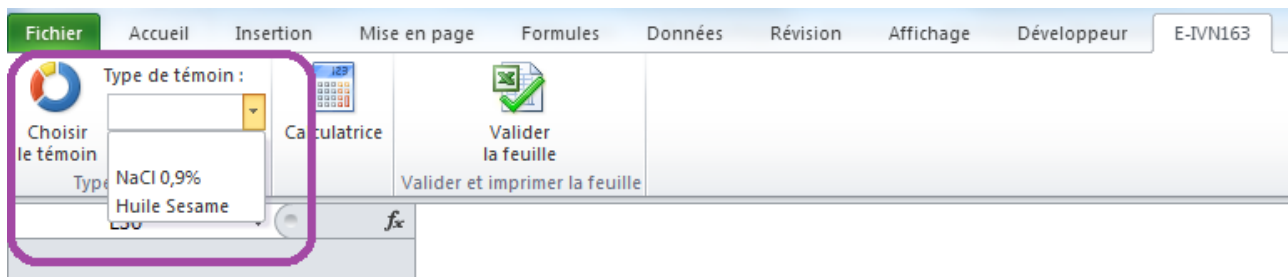 Fichier Accueil Insertion Mise en page Formules Données Révision Affichage Développeur E-IVN163
Type de témoin :
123
Choisir
le témoin
NaCl 0,9%
Huile Sesame
Calculatrice
Valider
la feuille
Valider et imprimer la feuille
fx